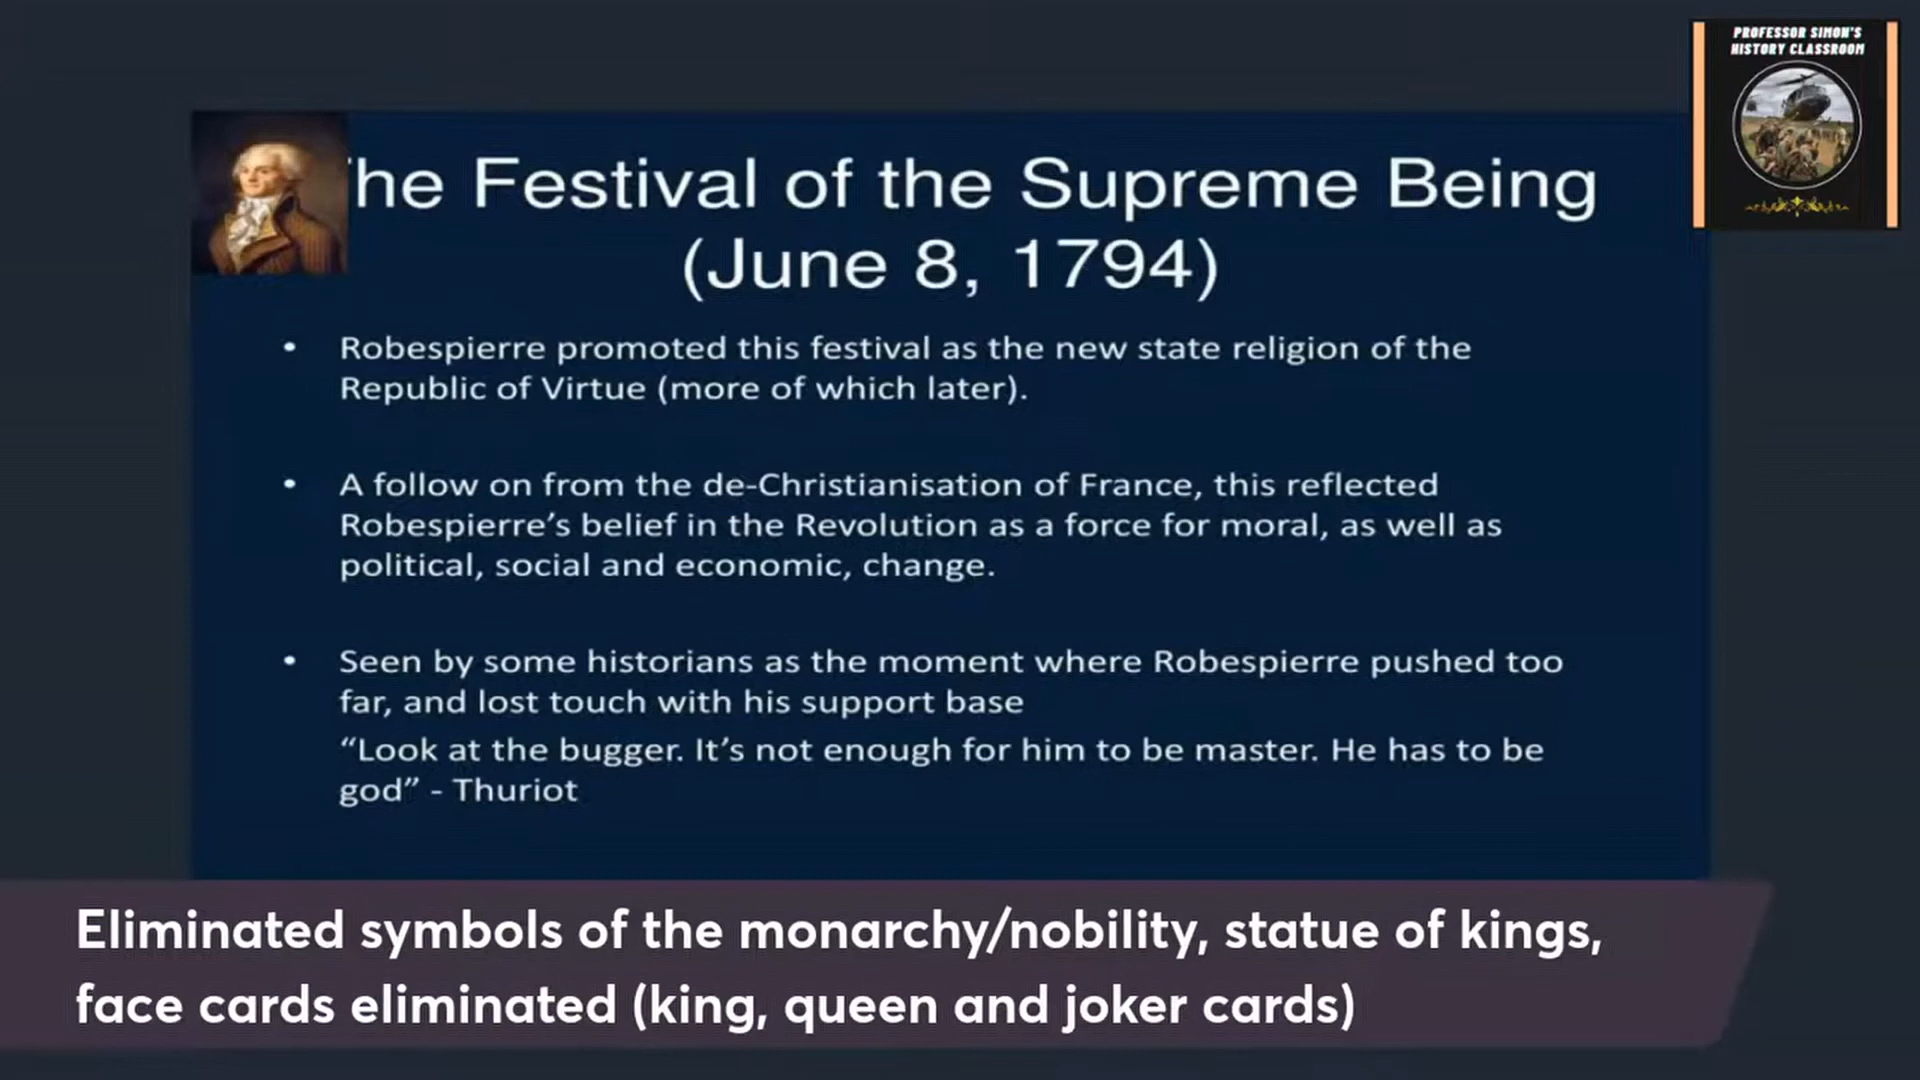 PROFESSOR SIMON'S
HISTORY CLASSROOM
he Festival of the Supreme Being
(June 8, 1794)
• Robespierre promoted this festival as the new state religion of the
Republic of Virtue (more of which later).
• A follow on from the de-Christianisation of France, this reflected
Robespierre’s belief in the Revolution as a force for moral, as well as
political, social and economic, change.
• Seen by some historians as the moment where Robespierre pushed too
far, and lost touch with his support base
“Look at the bugger. It’s not enough for him to be master. He has to be
god” - Thuriot
Eliminated symbols of the monarchy/nobility, statue of kings,
face cards eliminated (king, queen and joker cards)